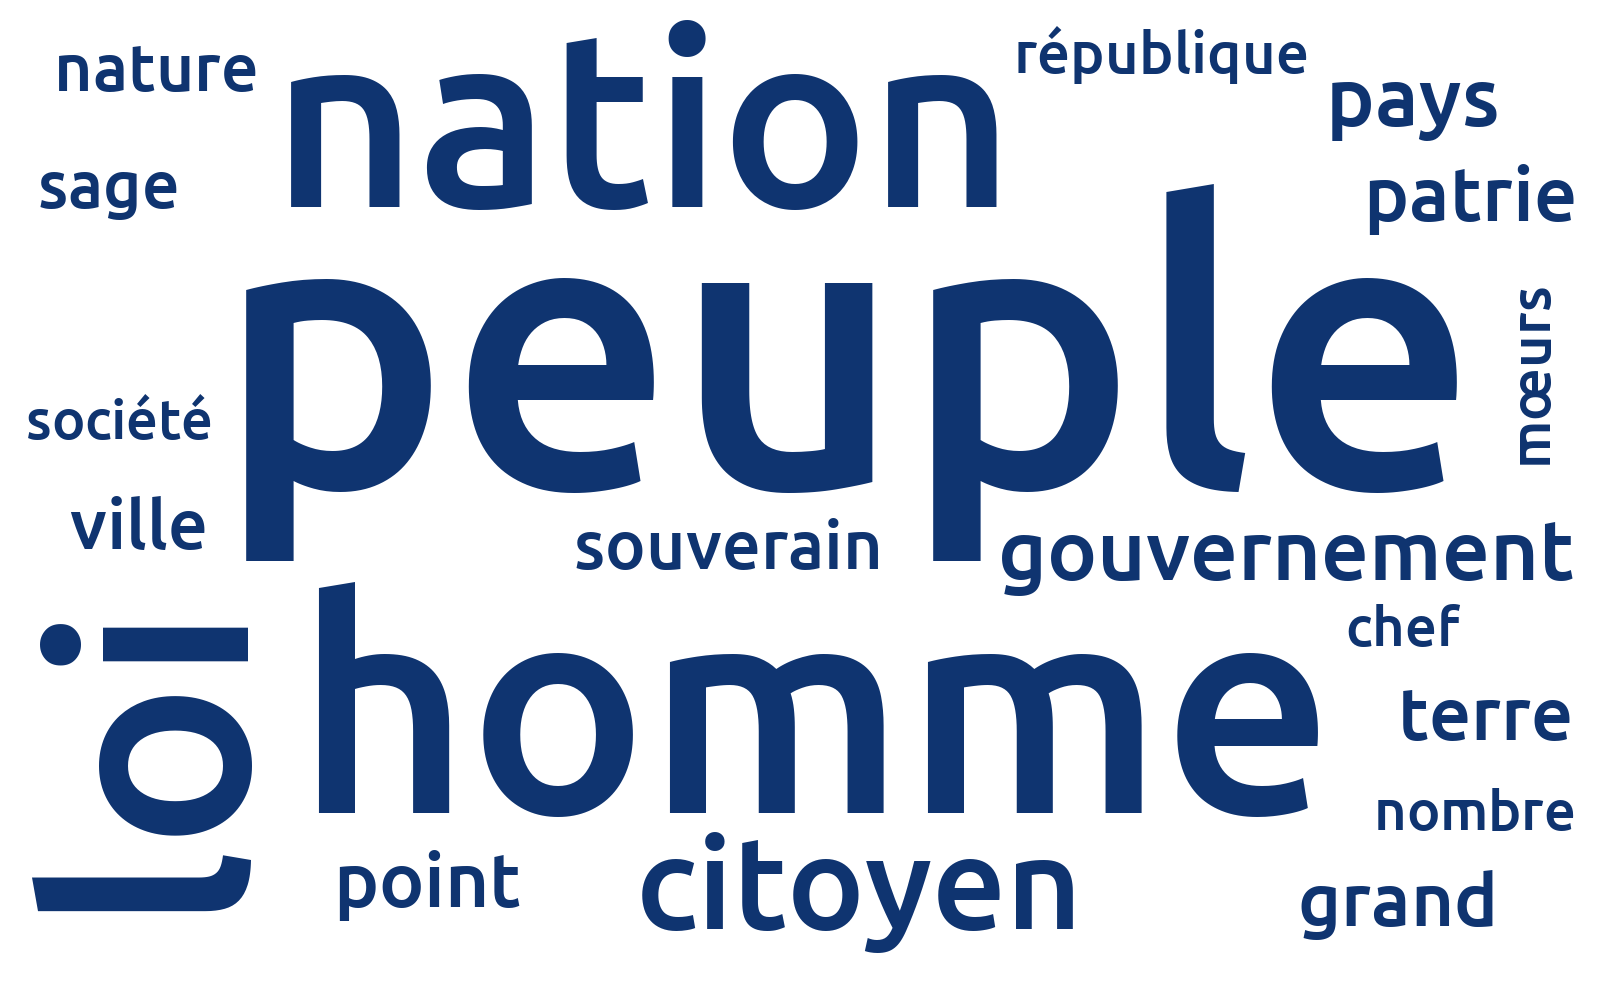 nature
nation
république
pays
sage
patrie
peuple
mœurs
société
ville
souverain
gouvernement
loi
homme
chef
terre
nombre
point
citoyen
grand